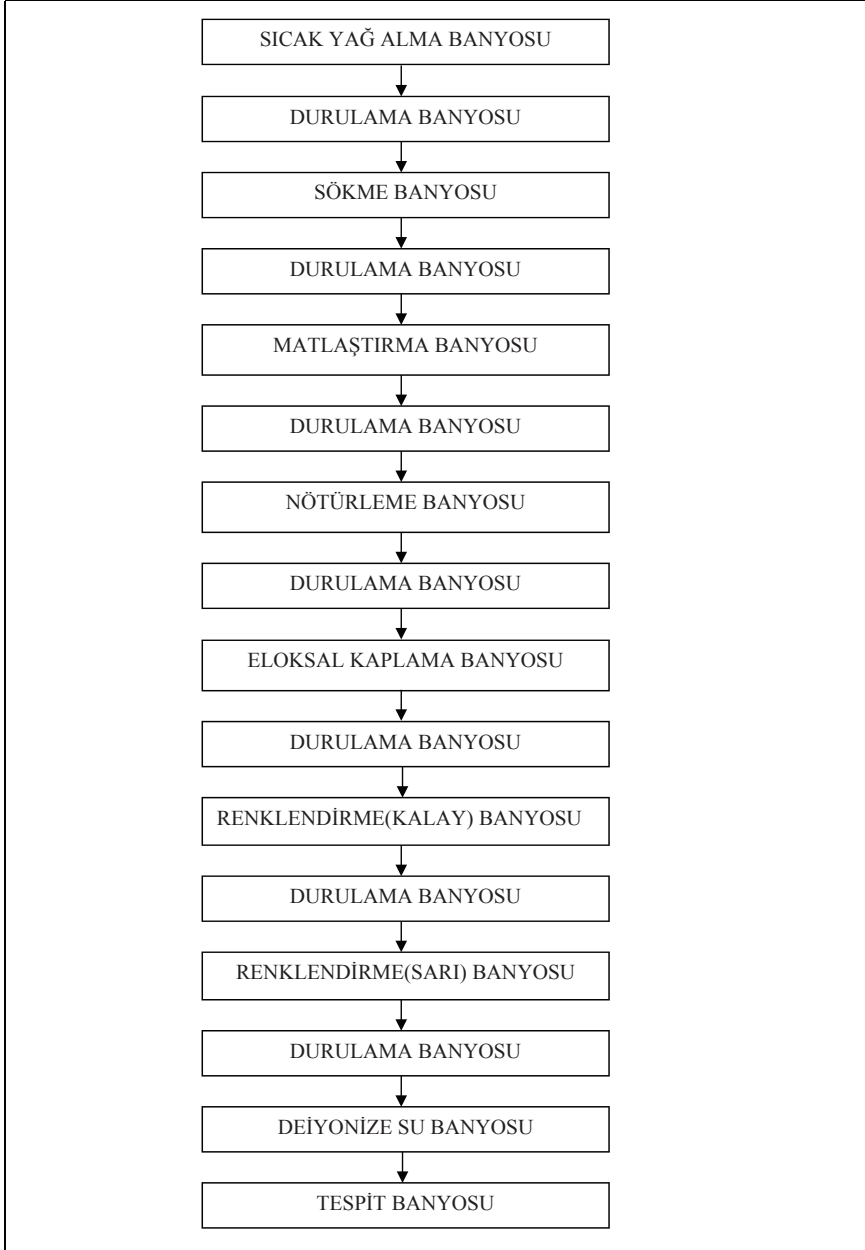 SICAK YAĞ ALMA BANYOSU
DURULAMA BANYOSU
SÖKME BANYOSU
DURULAMA BANYOSU
MATLAŞTIRMA BANYOSU
DURULAMA BANYOSU
NÖTÜRLEME BANYOSU
DURULAMA BANYOSU
ELOKSAL KAPLAMA BANYOSU
DURULAMA BANYOSU
RENKLENDİRME(KALAY) BANYOSU
DURULAMA BANYOSU
RENKLENDİRME(SARI) BANYOSU
DURULAMA BANYOSU
DEİYONİZE SU BANYOSU
TESPİT BANYOSU